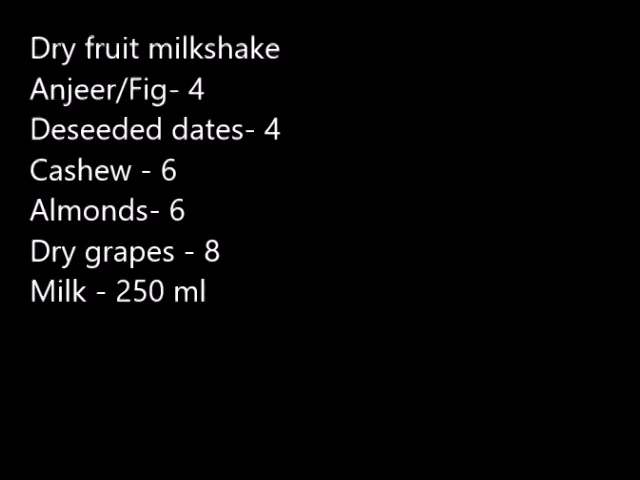 Dry fruit milkshake
Anjeer/Fig- 4
Deseeded dates- 4
Cashew - 6
Almonds- 6
Dry grapes - 8
Milk - 250 ml